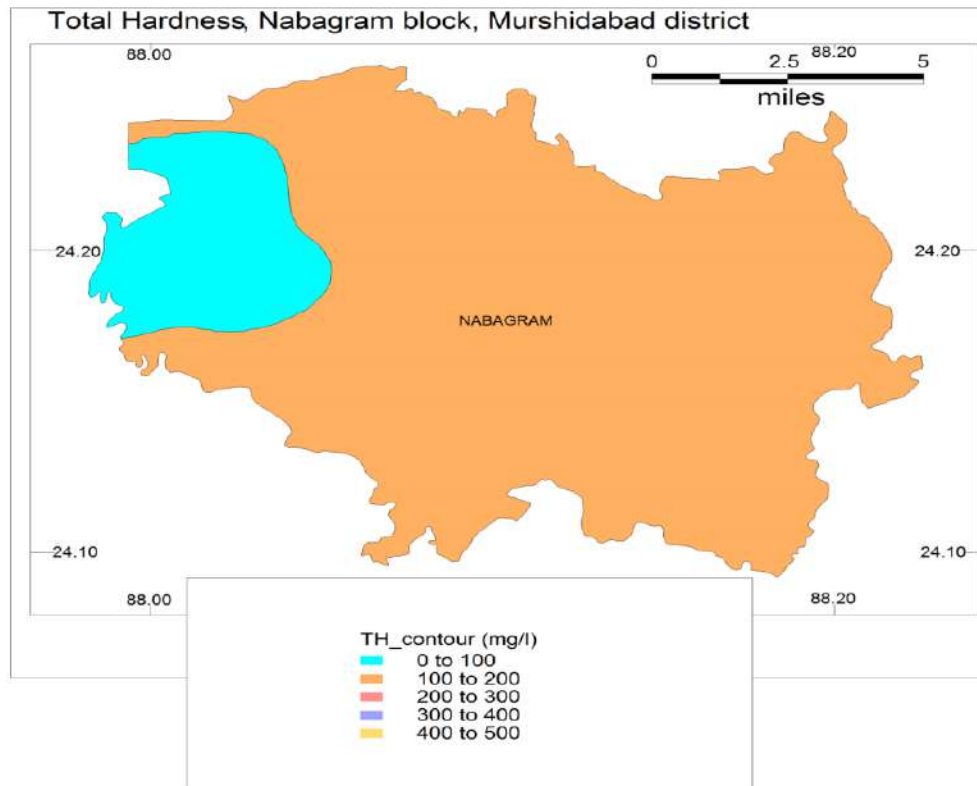 Total Hardness, Nabagram block, Murshidabad district
88.00
88.20
0 2.5 5
miles
24.20
24.20
NABAGRAM
24.10
24.10
88.00
88.20
TH_contour (mg/l)
0 to 100
100 to 200
200 to 300
300 to 400
400 to 500